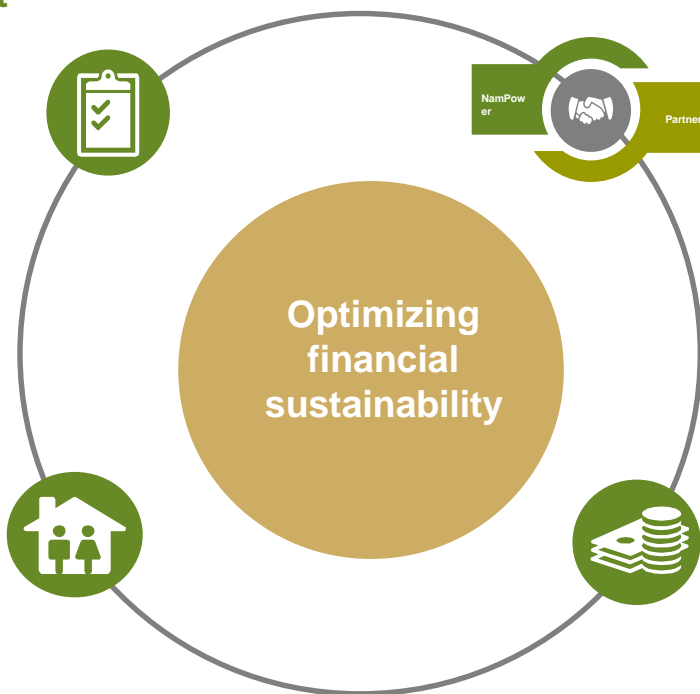 NamPow
er
Partner
Optimizing
financial
sustainability